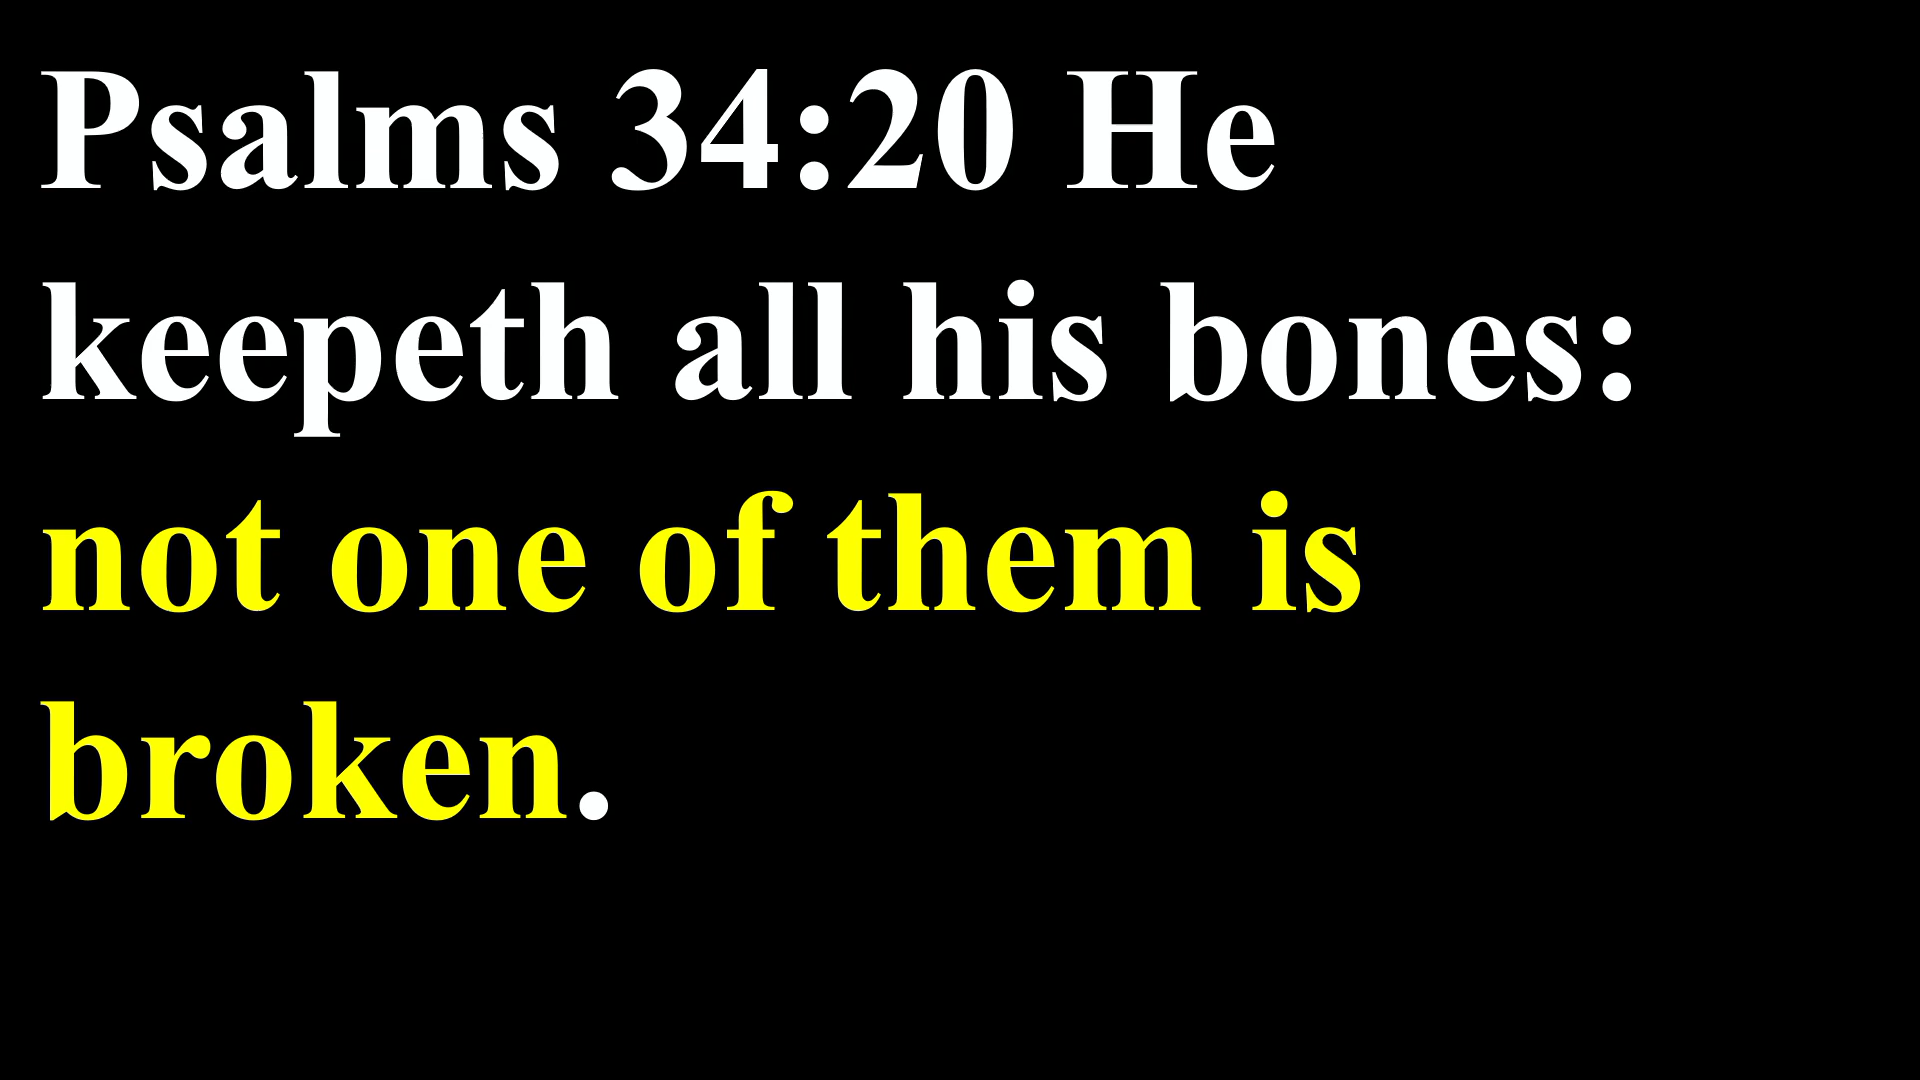 Psalms 34:20 He
keepeth all his bones:
not one of them is
broken.